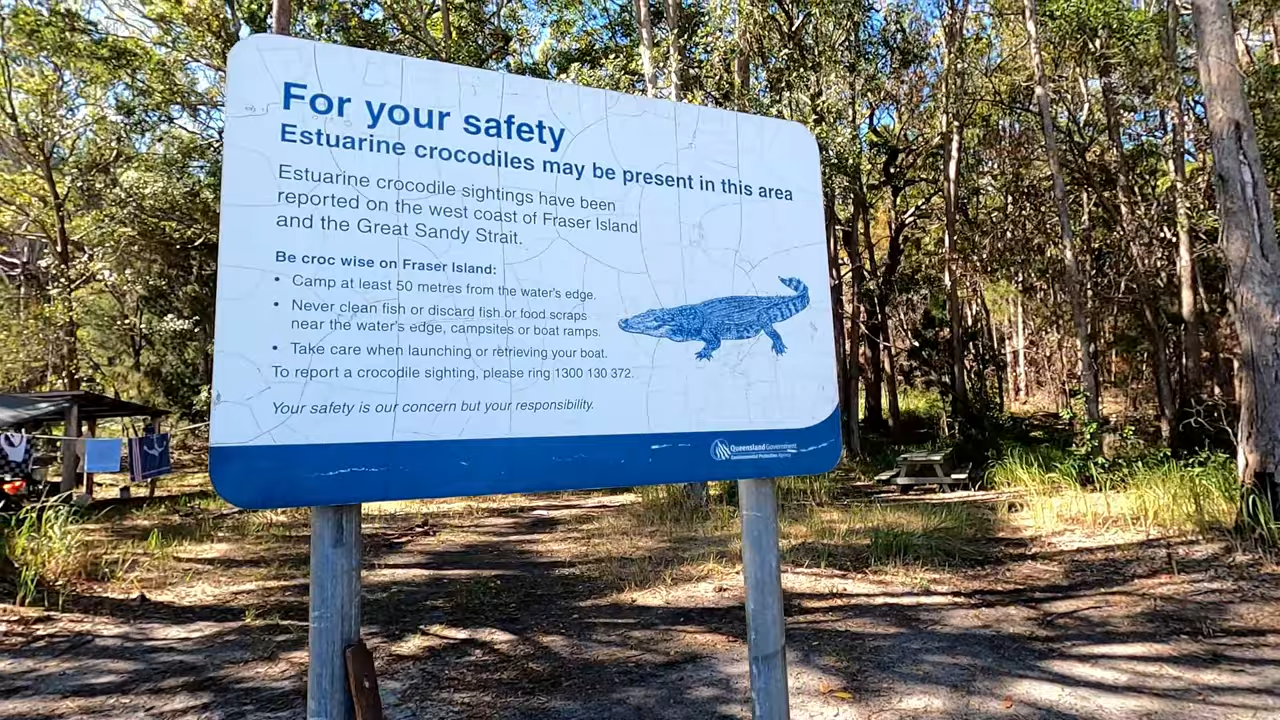 For your safety
Estuarine crocodiles may be present in this area
Estuarine crocodile sightings have been
reported on the west coast of Fraser Island
and the Great Sandy Strait.
Be croc wise on Fraser Island:
• Camp at least 50 metres from the water's edge.
• Never clean fish or discard fish or food scraps
near the water's edge, campsites or boat ramps.
• Take care when launching or retrieving your boat.
To report a crocodile sighting, please ring 1300 130 372.
Your safety is our concern but your responsibility.
Queensland Government
Environmental Protection Agency